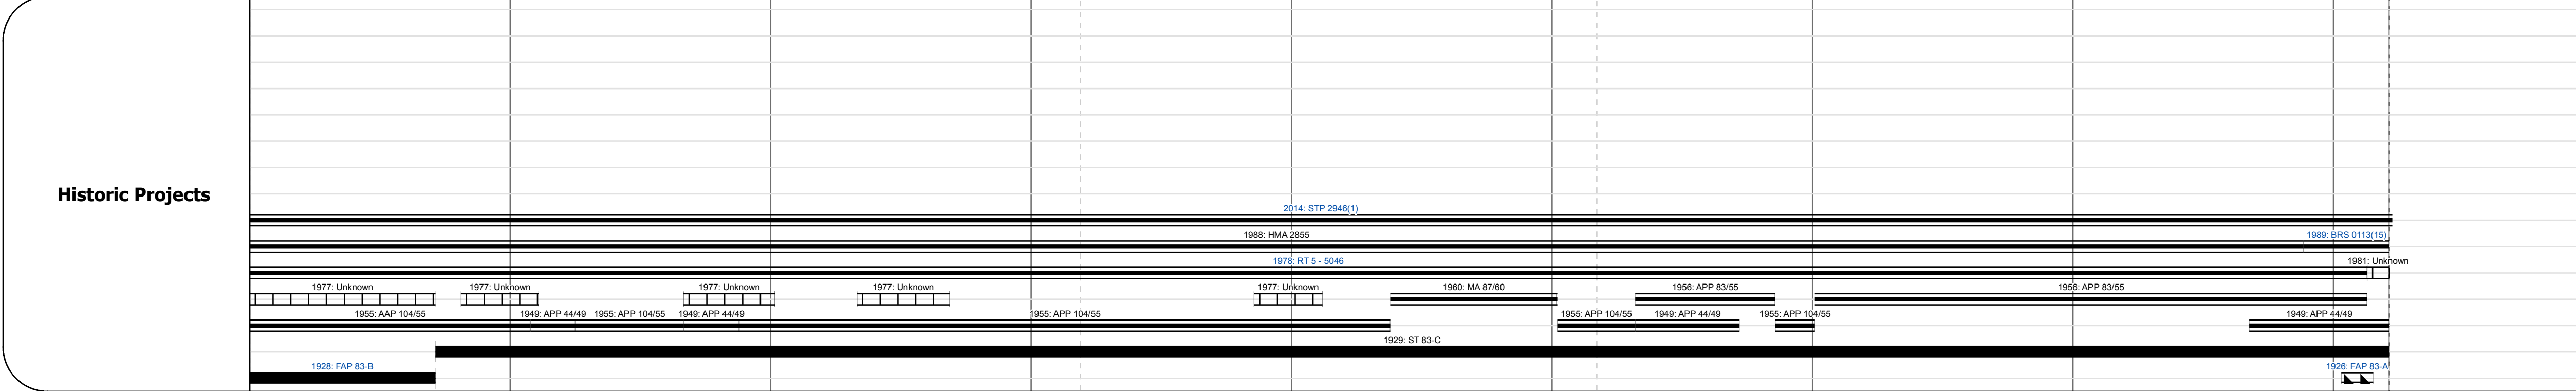 Historic Projects
2014: STP 2946(1)
1988: HMA 2855
1989: BRS 0113(15)
1978: RT 5 - 5046
1981: Unknown
1977: Unknown
1977: Unknown
1977: Unknown
1977: Unknown
1977: Unknown
1960: MA 87/60
1956: APP 83/55
1956: APP 83/55
1955: AAP 104/55
1949: APP 44/49
1955: APP 104/55
1949: APP 44/49
1955: APP 104/55
1955: APP 104/55
1949: APP 44/49
1955: APP 104/55
1949: APP 44/49
1929: ST 83-C
1928: FAP 83-B
1926: FAP 83-A